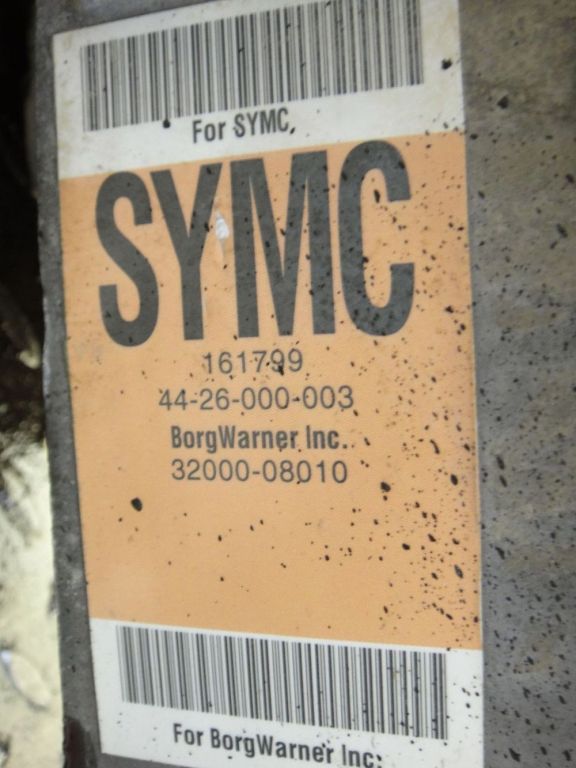 For SYMC,
SYMC
161799
44-26-000-003
BorgWarner Inc..
32000-08010
For BorgWarner Inc: